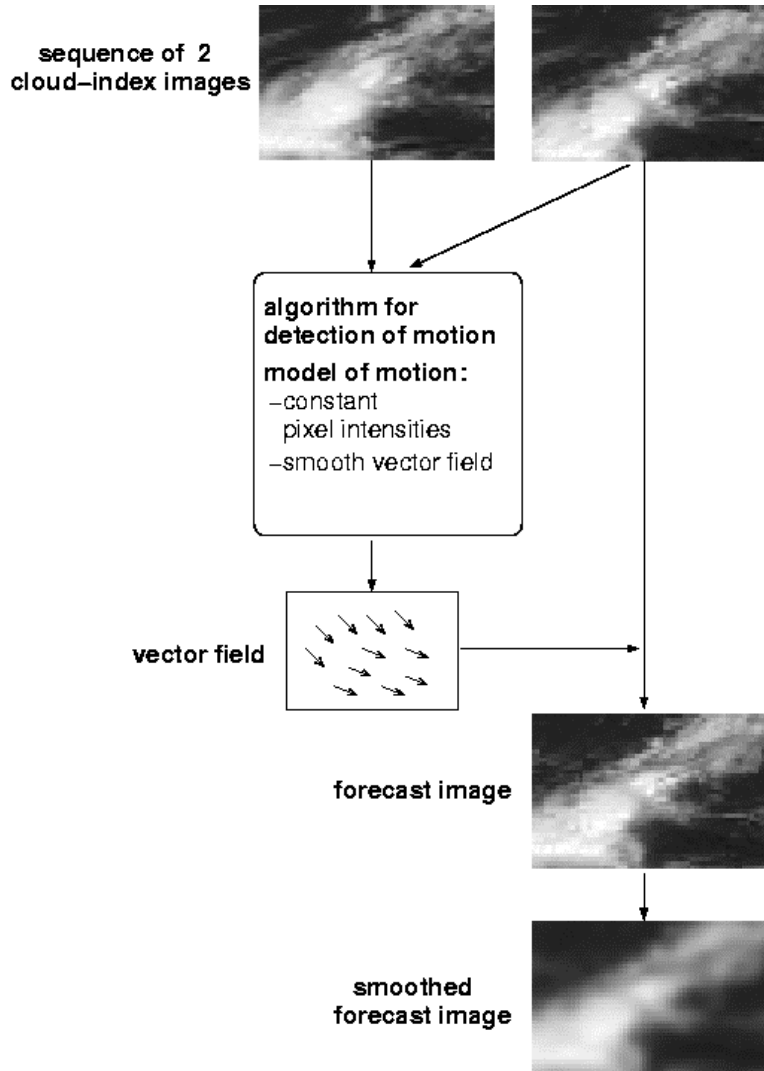 sequence of 2
cloud–index images
algorithm for
detection of motion
model of motion:
–constant
pixel intensities
–smooth vector field
vector field
forecast image
smoothed
forecast image